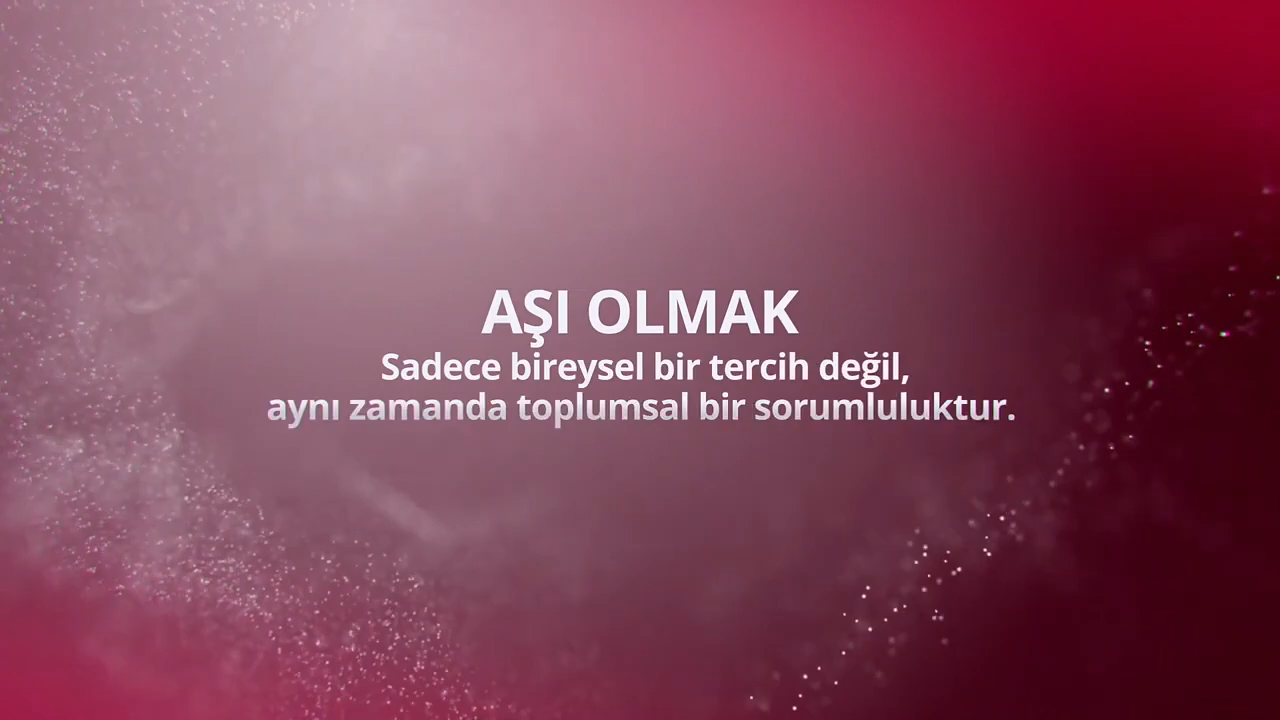 AŞI OLMAK
Sadece bireysel bir tercih değil,
aynı zamanda toplumsal bir sorumluluktur.